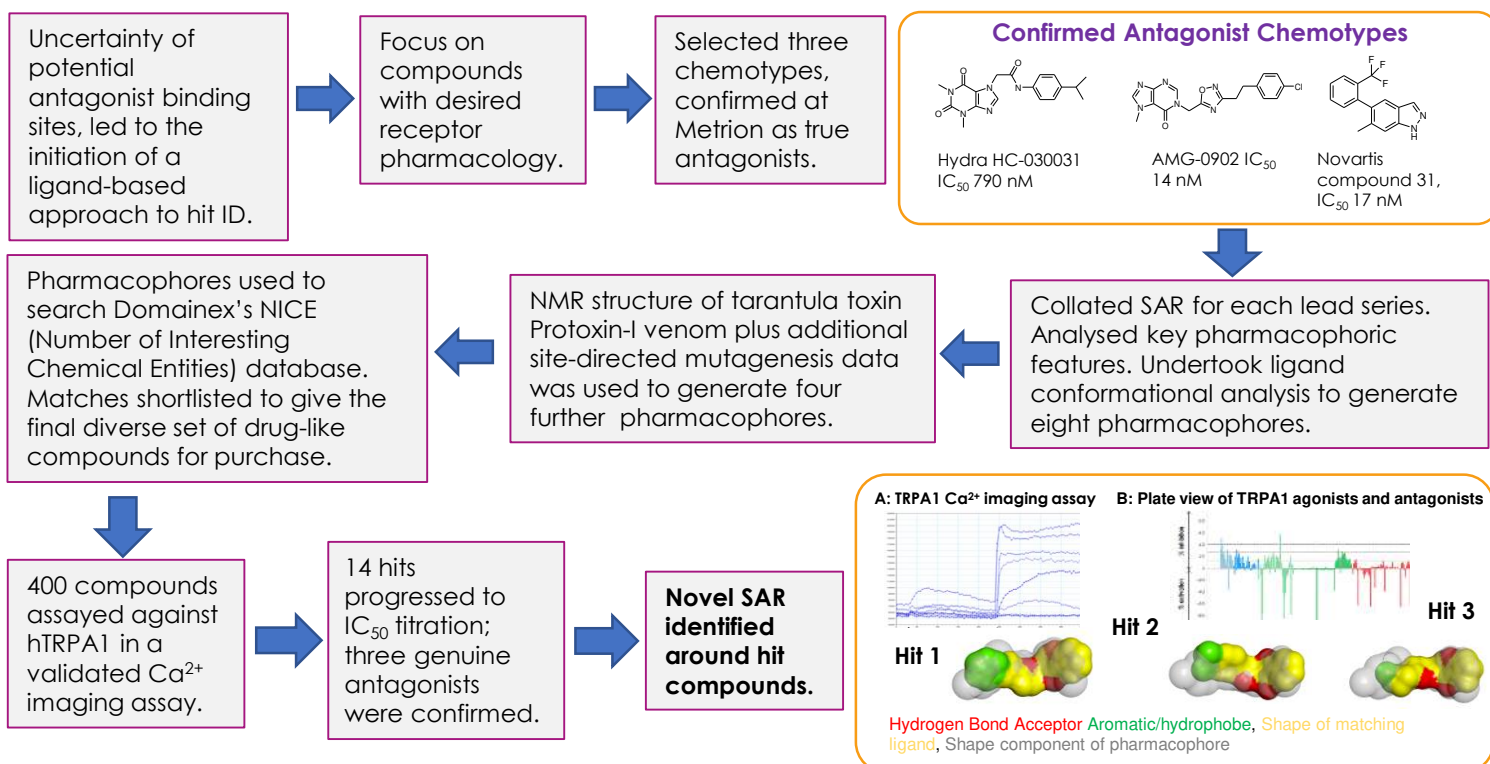 Uncertainty of
potential
antagonist binding
sites, led to the
initiation of a
ligand-based
approach to hit ID.
Focus on
compounds
with desired
receptor
pharmacology.
Selected three
chemotypes,
confirmed at
Metrion as true
antagonists.
Confirmed Antagonist Chemotypes
Hydra HC-030031
IC50 790 nM
AMG-0902 IC50
14 nM
Novartis
compound 31,
IC50 17 nM
Collated SAR for each lead series.
Analysed key pharmacophoric
features. Undertook ligand
conformational analysis to generate
eight pharmacophores.
NMR structure of tarantula toxin
Protoxin-I venom plus additional
site-directed mutagenesis data
was used to generate four
further pharmacophores.
Pharmacophores used to
search Domainex's NICE
(Number of Interesting
Chemical Entities) database.
Matches shortlisted to give the
final diverse set of drug-like
compounds for purchase.
400 compounds
assayed against
hTRPA1 in a
validated Ca2+
imaging assay.
14 hits
progressed to
IC50 titration;
three genuine
antagonists
were confirmed.
Novel SAR
identified
around hit
compounds.
A: TRPA1 Ca2+ imaging assay
B: Plate view of TRPA1 agonists and antagonists
Hit 1
Hit 2
Hit 3
Hydrogen Bond Acceptor Aromatic/hydrophobe, Shape of matching
ligand, Shape component of pharmacophore